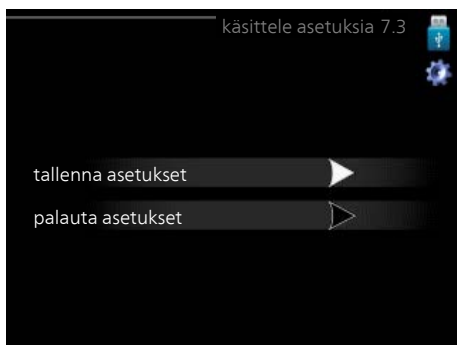 käsittele asetuksia 7.3
tallenna asetukset
palauta asetukset